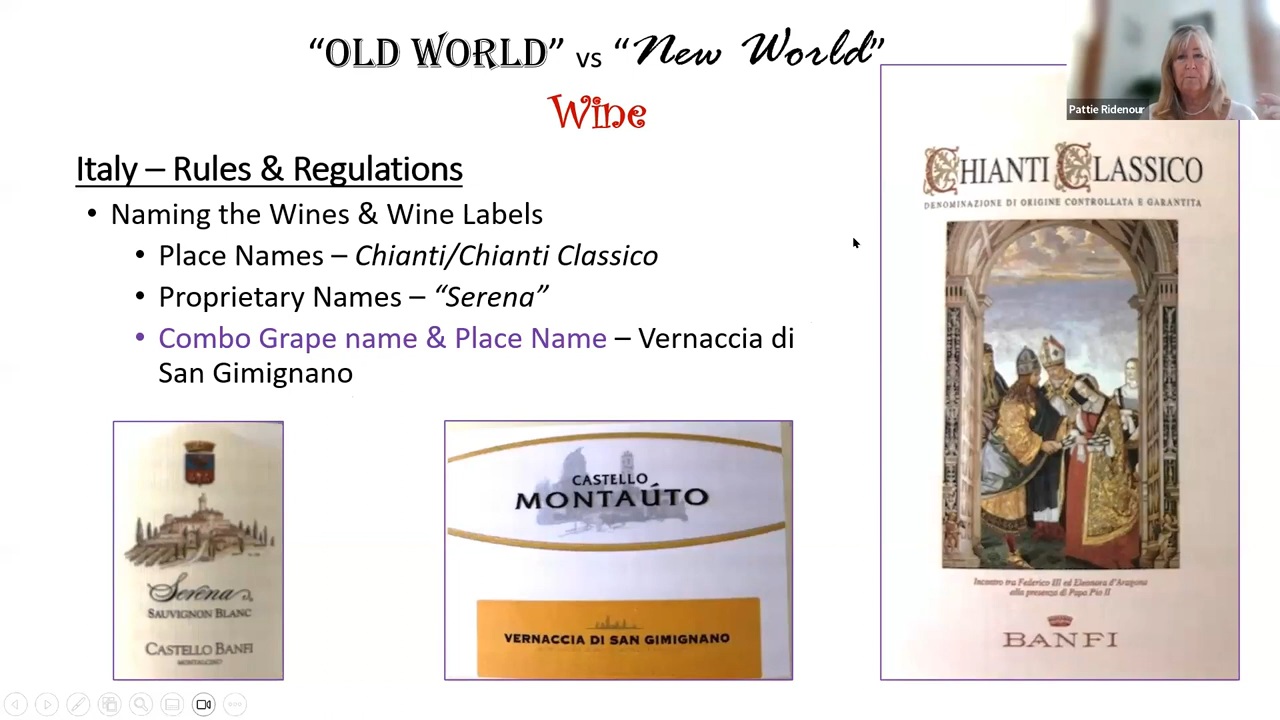 “OLD WORLD” vs “New World”
Wine
Pattie Ridenour
Italy – Rules & Regulations
• Naming the Wines & Wine Labels
• Place Names – Chianti/Chianti Classico
• Proprietary Names – “Serena”
• Combo Grape name & Place Name – Vernaccia di
San Gimignano
Serena
SAUVIGNON BLANC
CASTELLO BANFI
MONTALCINO
CASTELLO
MONTAÚTO
VERNACCIA DI SAN GIMIGNANO
CHIANTI CLASSICO
DENOMINAZIONE DI ORIGINE CONTROLLATA E GARANTITA
Incontro tra Federico III ed Eleonora d'Aragona
alla presenza di Papa Pio II
BANFI